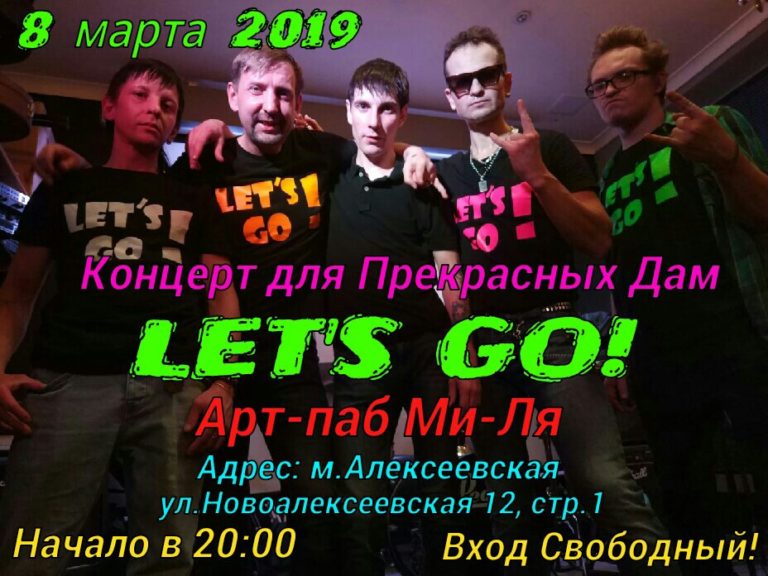 8 марта 2019
LET'S
GO!
LET'S
GO!
LET'S
GO!
LET'S
GO!
Концерт для Прекрасных Дам
LET'S GO!
Арт-паб Ми-Ля
Адрес: м.Алексеевская
ул.Новоалексеевская 12, стр.1
Начало в 20:00
Вход Свободный!